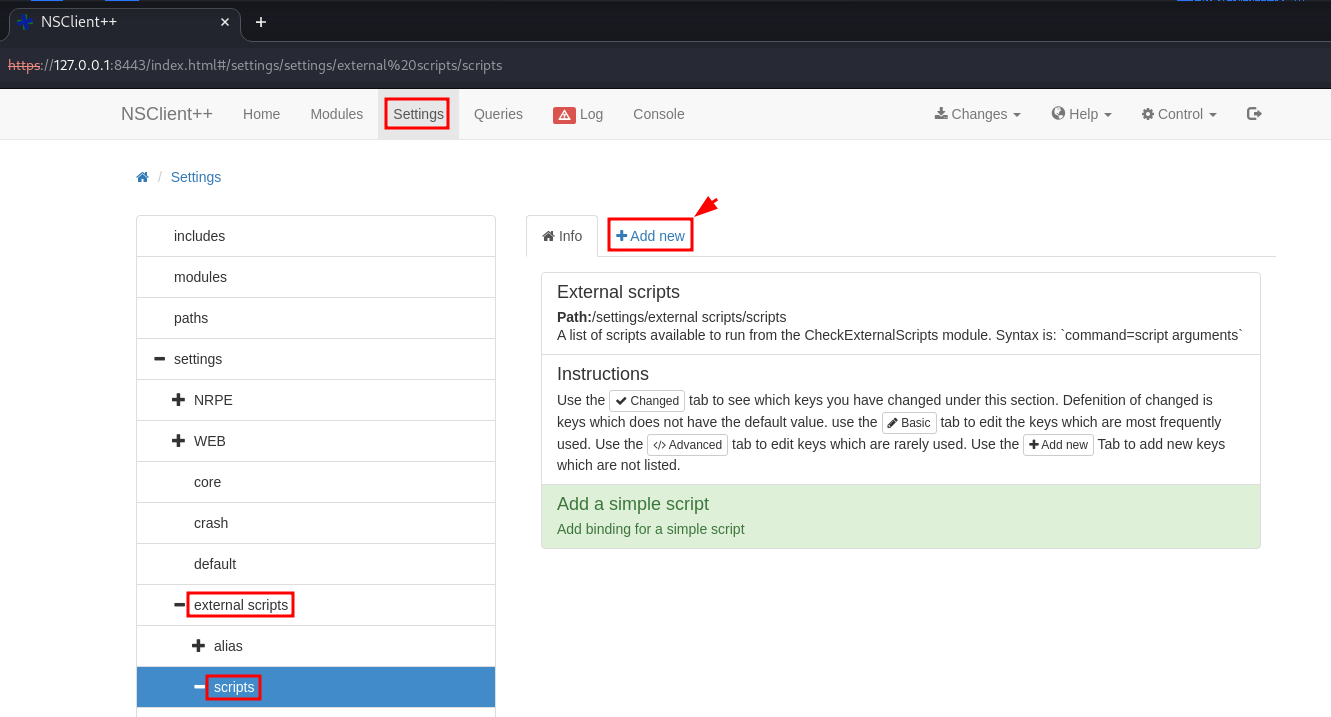 NSClient++
https://127.0.0.1:8443/index.html#/settings/settings/external%20scripts/scripts
NSClient++ Home Modules Settings Queries Log Console Changes Help Control
/ Settings
includes
modules
paths
settings
NRPE
WEB
core
crash
default
external scripts
alias
scripts
Info Add new
External scripts
Path:/settings/external scripts/scripts
A list of scripts available to run from the CheckExternalScripts module. Syntax is: `command=script arguments`
Instructions
Use the Changed tab to see which keys you have changed under this section. Defenition of changed is
keys which does not have the default value. use the Basic tab to edit the keys which are most frequently
used. Use the Advanced tab to edit keys which are rarely used. Use the Add new Tab to add new keys
which are not listed.
Add a simple script
Add binding for a simple script